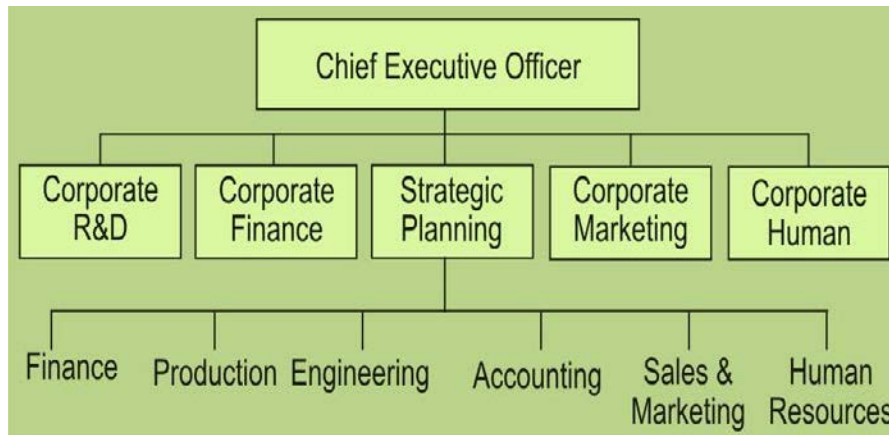 Chief Executive Officer
Corporate
R&D
Corporate
Finance
Strategic
Planning
Corporate
Marketing
Corporate
Human
Finance
Production
Engineering
Accounting
Sales &
Marketing
Human
Resources